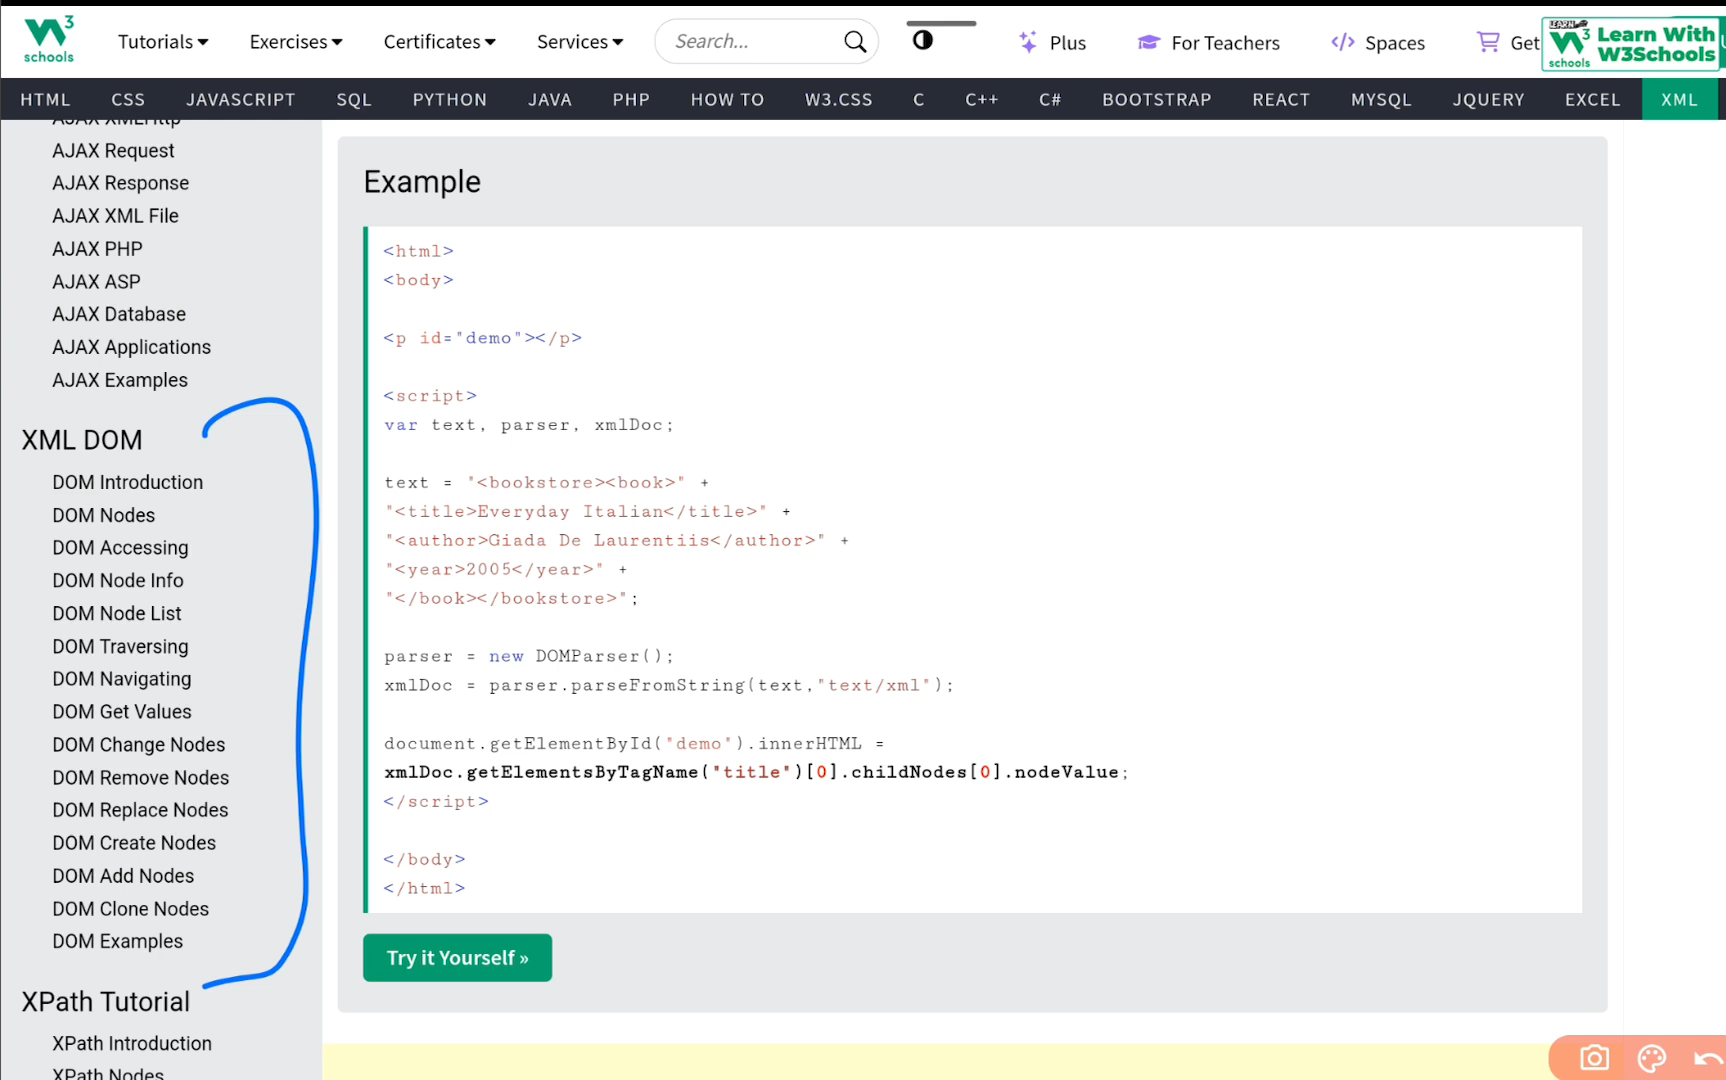 W3 schools
Tutorials
Exercises
Certificates
Services
Search...
Plus
For Teachers
Spaces
Get
LEARN
W3 schools
Learn With
W3Schools
HTML CSS JAVASCRIPT SQL PYTHON JAVA PHP HOW TO W3.CSS C C++ C# BOOTSTRAP REACT MYSQL JQUERY EXCEL XML
AJAX XMLHttp
AJAX Request
AJAX Response
AJAX XML File
AJAX PHP
AJAX ASP
AJAX Database
AJAX Applications
AJAX Examples
XML DOM
DOM Introduction
DOM Nodes
DOM Accessing
DOM Node Info
DOM Node List
DOM Traversing
DOM Navigating
DOM Get Values
DOM Change Nodes
DOM Remove Nodes
DOM Replace Nodes
DOM Create Nodes
DOM Add Nodes
DOM Clone Nodes
DOM Examples
XPath Tutorial
XPath Introduction
XPath Nodes
Example
<html>
<body>
<p id="demo"></p>
<script>
var text, parser, xmlDoc;
text = "<bookstore><book>" +
"<title>Everyday Italian</title>" +
"<author>Giada De Laurentiis</author>" +
"<year>2005</year>" +
"</book></bookstore>";
parser = new DOMParser();
xmlDoc = parser.parseFromString(text,"text/xml");
document.getElementById("demo").innerHTML =
xmlDoc.getElementsByTagName("title")[0].childNodes[0].nodeValue;
</script>
</body>
</html>
Try it Yourself »